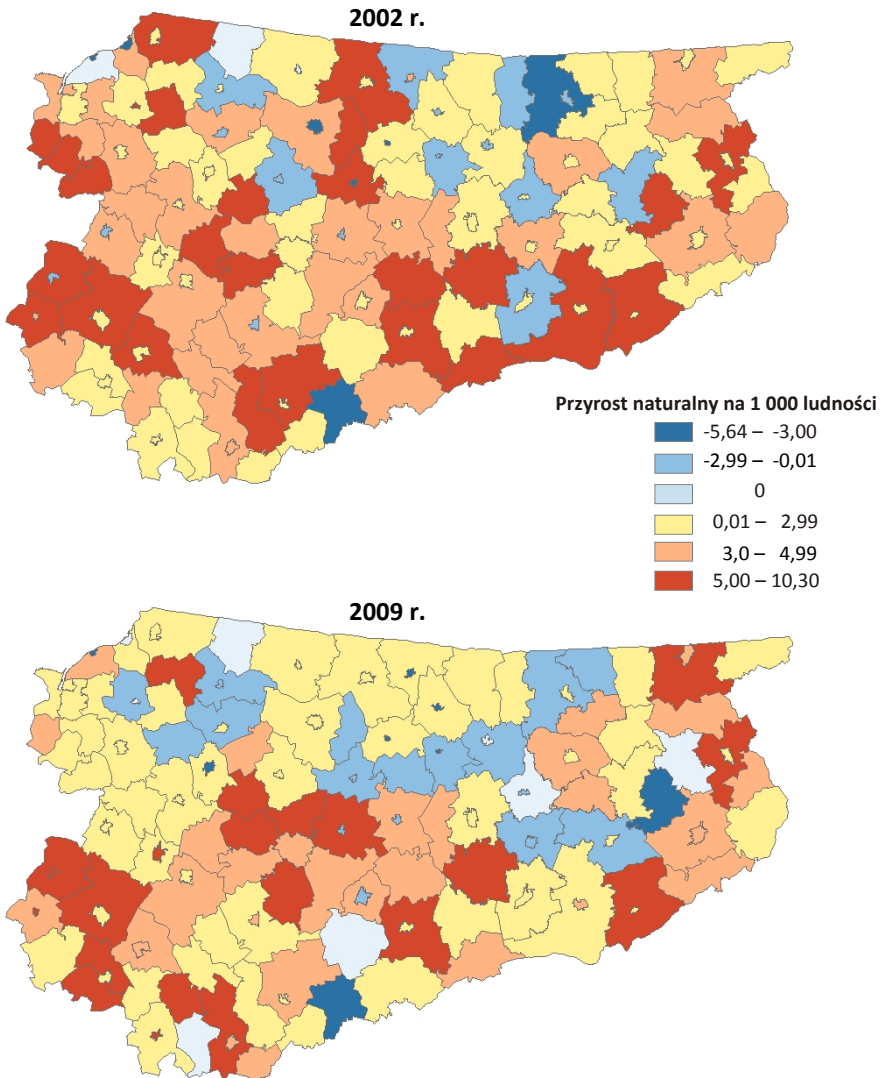 2002 r.
Przyrost naturalny na 1 000 ludności
-5,64 – -3,00
-2,99 – -0,01
0
0,01 – 2,99
3,0 – 4,99
5,00 – 10,30
2009 r.